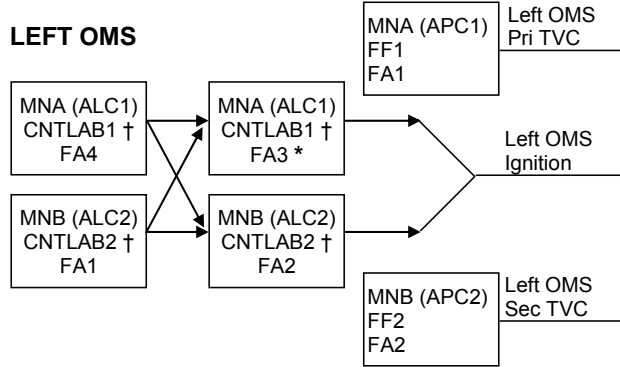 LEFT OMS
MNA (APC1)
FF1
FA1
Left OMS
Pri TVC
MNA (ALC1)
CNTLAB1 †
FA4
MNA (ALC1)
CNTLAB1 †
FA3 *
Left OMS
Ignition
MNB (ALC2)
CNTLAB2 †
FA1
MNB (ALC2)
CNTLAB2 †
FA2
MNB (APC2)
FF2
FA2
Left OMS
Sec TVC